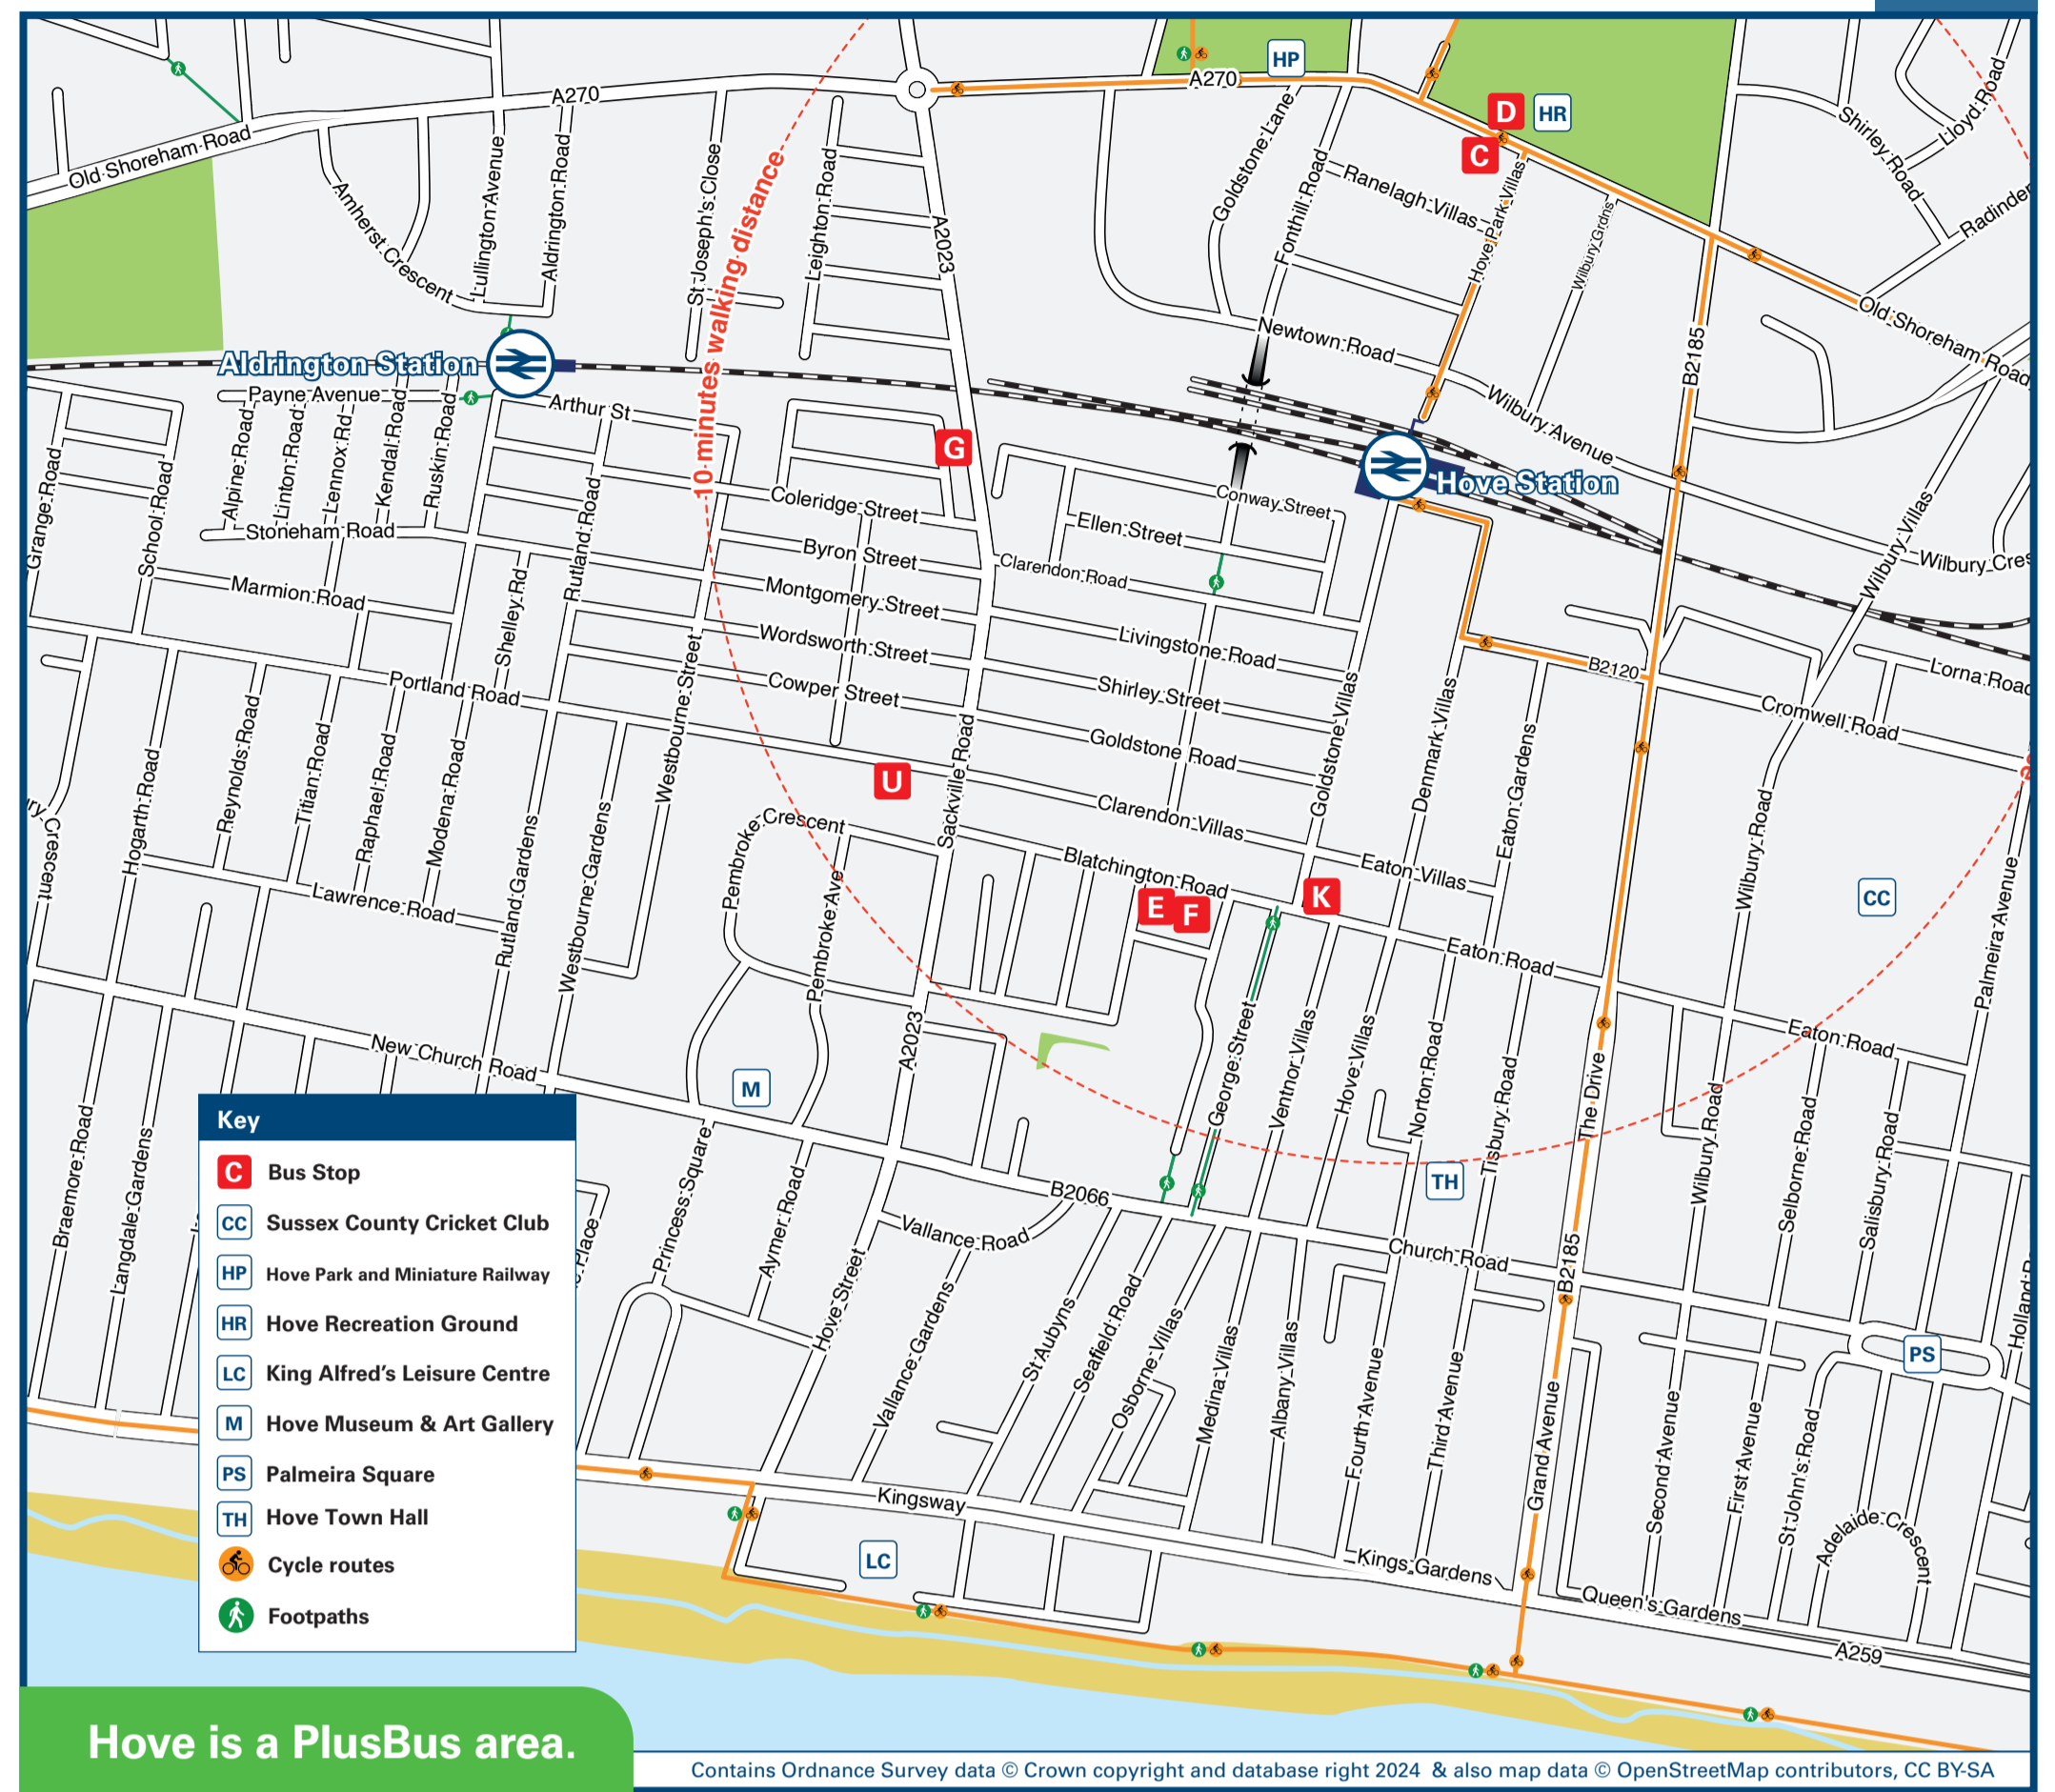 HP
A270
A270
Old Shoreham Road
D
HR
C
Shirley Road
Lloyd Road
Goldstone Lane
Fonthill Road
Ranelagh Villas
Hove Park Villas
Wilbury Grdns
Amherst Crescent
Lullington Avenue
Aldrington Road
St Joseph's Close
10 minutes walking distance
Leighton Road
A2023
B2185
Old Shoreham Road
Newtown Road
Wilbury Avenue
Aldrington Station
Payne Avenue
Arthur St
G
Hove Station
Conway Street
Grange Road
School Road
Alpine Road
Linton Road
Lennox Rd
Kendal Road
Ruskin Road
Stoneham Road
Rutland Road
Coleridge Street
Ellen Street
Byron Street
Clarendon Road
Wilbury Villas
Marmion Road
Shelley Rd
Montgomery Street
Livingstone Road
Wordsworth Street
Westbourne Street
Portland Road
Cowper Street
Shirley Street
Goldstone Road
Goldstone Villas
Denmark Villas
Eaton Gardens
B2120
Lorna Road
Cromwell Road
Hogarth Road
Reynolds Road
Titian Road
Raphael Road
Modena Road
U
Sackville Road
Clarendon Villas
Eaton Villas
Pembroke Crescent
Blatchington Road
E
F
K
CC
Wilbury Road
Palmeira Avenue
Lawrence Road
Rutland Gardens
Westbourne Gardens
Pembroke Ave
Eaton Road
New Church Road
A2023
Eaton Road
M
George Street
Ventnor Villas
Hove Villas
Norton Road
Tisbury Road
The Drive
Wilbury Road
Selborne Road
Salisbury Road
TH
Braemore Road
Langdale Gardens
Princess Square
Aymer Road
B2066
Vallance Road
Church Road
B2185
Hove Street
Vallance Gardens
St Aubyns
Seafield Road
Osborne Villas
Medina Villas
Albany Villas
Fourth Avenue
Third Avenue
Grand Avenue
Second Avenue
First Avenue
St John's Road
PS
Adelaide Crescent
Kingsway
LC
Kings Gardens
Queen's Gardens
A259
Key
C Bus Stop
CC Sussex County Cricket Club
HP Hove Park and Miniature Railway
HR Hove Recreation Ground
LC King Alfred's Leisure Centre
M Hove Museum & Art Gallery
PS Palmeira Square
TH Hove Town Hall
Cycle routes
Footpaths
Hove is a PlusBus area.
Contains Ordnance Survey data © Crown copyright and database right 2024 & also map data © OpenStreetMap contributors, CC BY-SA